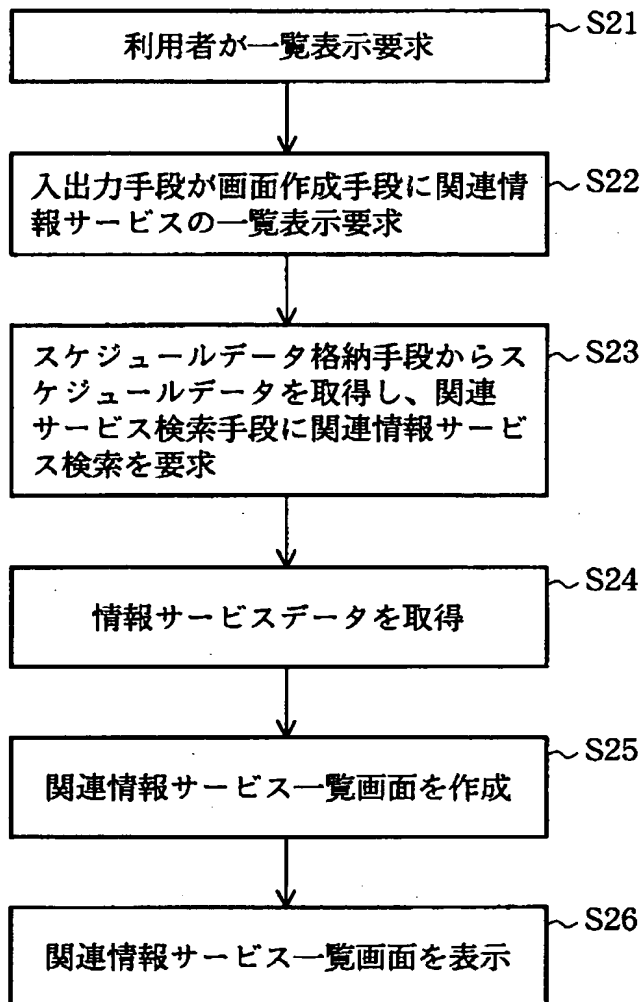 利用者が一覧表示要求
S21
入出力手段が画面作成手段に関連情
報サービスの一覧表示要求
S22
スケジュールデータ格納手段からス
ケジュールデータを取得し、関連
サービス検索手段に関連情報サービ
ス検索を要求
S23
情報サービスデータを取得
S24
関連情報サービス一覧画面を作成
S25
関連情報サービス一覧画面を表示
S26